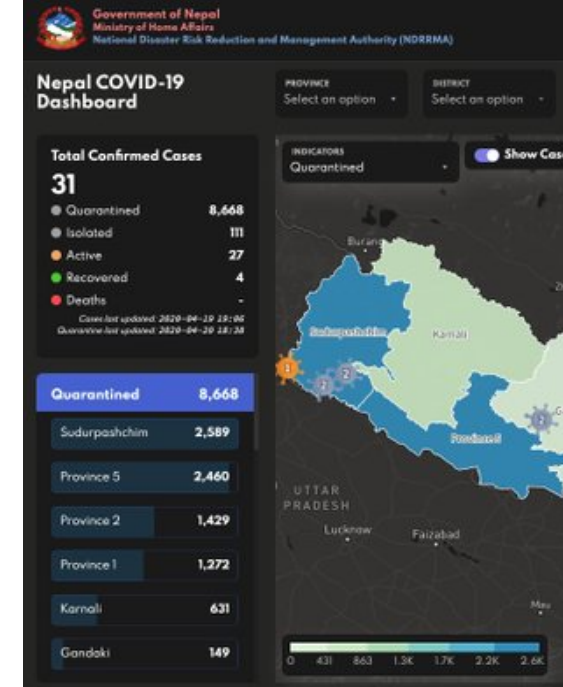 Government of Nepal
Ministry of Home Affairs
National Disaster Risk Reduction and Management Authority (NDRRMA)
Nepal COVID-19
Dashboard
PROVINCE
Select an option
DISTRICT
Select an option
Total Confirmed Cases
31
Quarantined 8,668
Isolated 111
Active 27
Recovered 4
Deaths -
Cases last updated: 2020-04-19 19:06
Quarantine last updated: 2020-04-20 18:38
INDICATORS
Quarantined
Show Cas
Burang
Sudurpashchim
Karnali
1
2
2
2
G
Province 5
UTTAR
PRADESH
Lucknow
Faizabad
Mau
Quarantined 8,668
Sudurpashchim 2,589
Province 5 2,460
Province 2 1,429
Province 1 1,272
Karnali 631
Gandaki 149
0 431 863 1.3K 1.7K 2.2K 2.6K